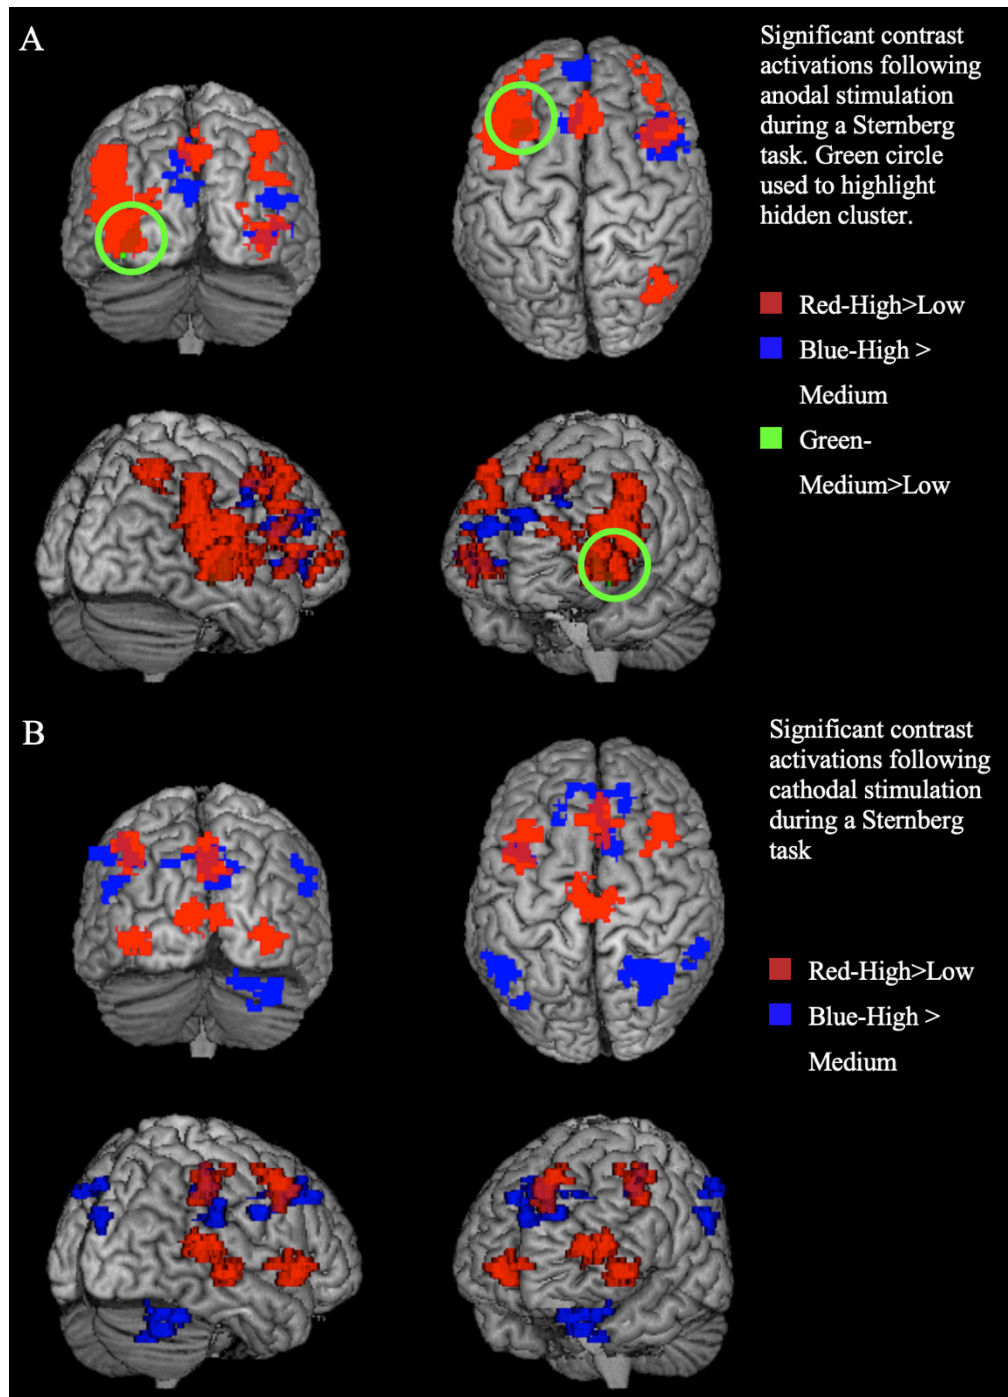 A
Significant contrast
activations following
anodal stimulation
during a Sternberg
task. Green circle
used to highlight
hidden cluster.
Red-High>Low
Blue-High >
Medium
Green-
Medium>Low
B
Significant contrast
activations following
cathodal stimulation
during a Sternberg
task
Red-High>Low
Blue-High >
Medium